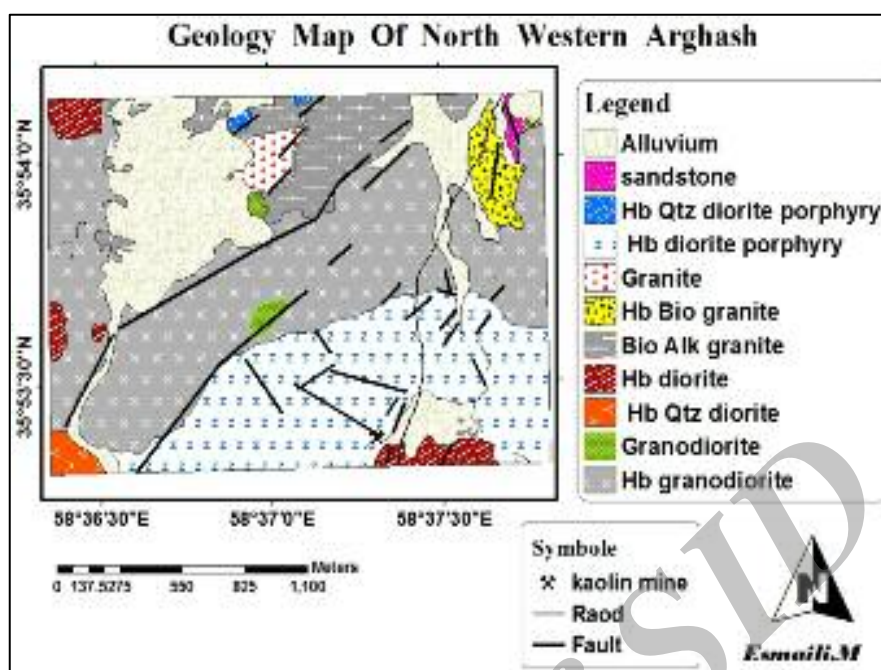 Geology Map Of North Western Arghash
35°54'0"N
35°53'30"N
58°36'30"E
58°37'0"E
58°37'30"E
Legend
Alluvium
sandstone
Hb Qtz diorite porphyry
Hb diorite porphyry
Granite
Hb Bio granite
Bio Alk granite
Hb diorite
Hb Qtz diorite
Granodiorite
Hb granodiorite
Meters
0 137.5275 550 825 1,100
Symbole
kaolin mine
Raod
Fault
N
Esmaili.M
SID